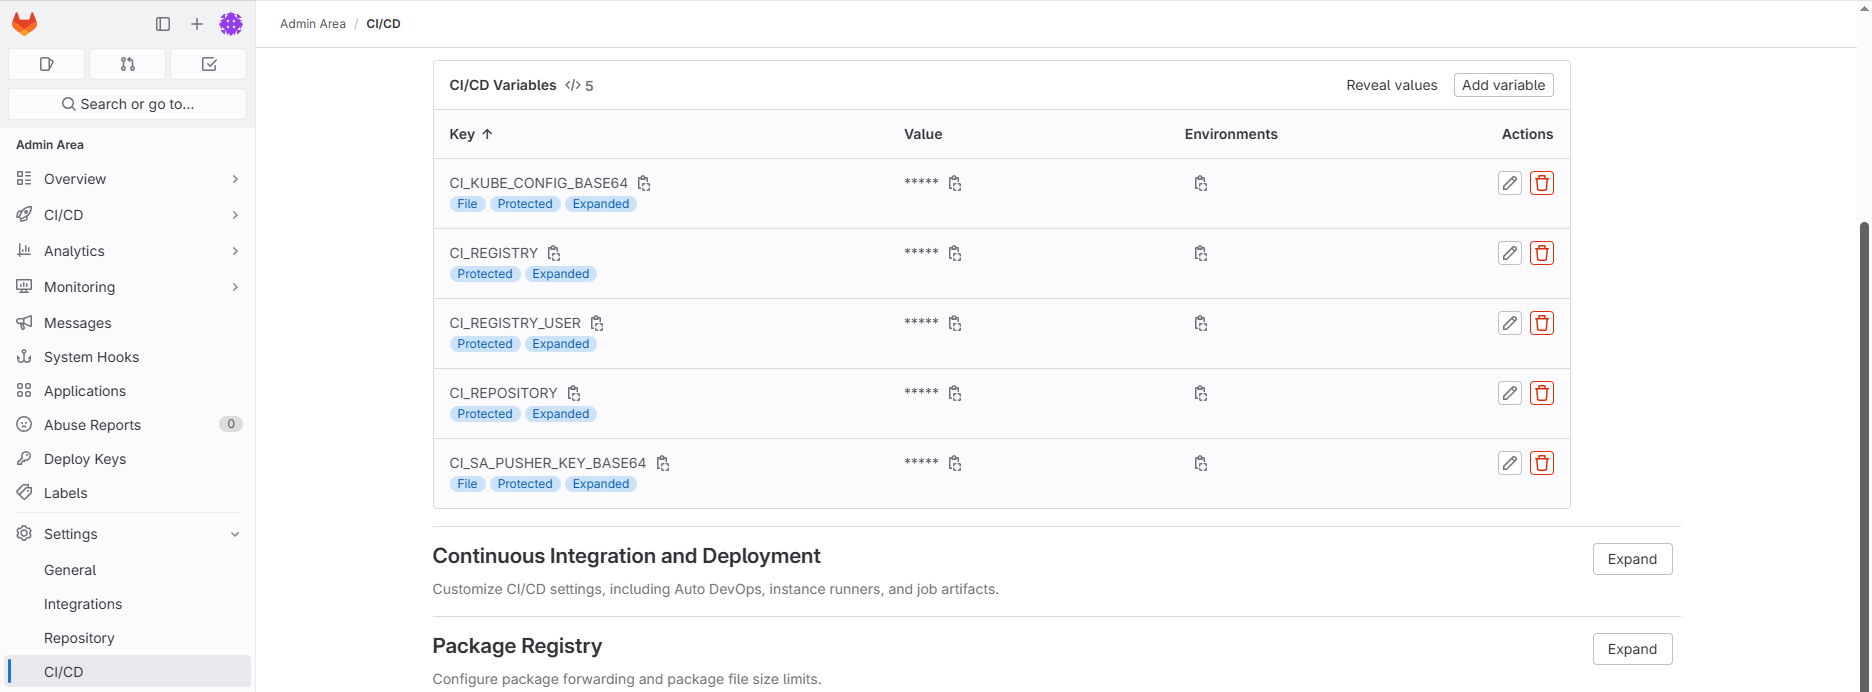 Admin Area / CI/CD
Search or go to...
Admin Area
Overview
CI/CD
Analytics
Monitoring
Messages
System Hooks
Applications
Abuse Reports 0
Deploy Keys
Labels
Settings
General
Integrations
Repository
CI/CD
CI/CD Variables </> 5 Reveal values Add variable
Key ↑ Value Environments Actions
CI_KUBE_CONFIG_BASE64 *****
File Protected Expanded
CI_REGISTRY *****
Protected Expanded
CI_REGISTRY_USER *****
Protected Expanded
CI_REPOSITORY *****
Protected Expanded
CI_SA_PUSHER_KEY_BASE64 *****
File Protected Expanded
Continuous Integration and Deployment Expand
Customize CI/CD settings, including Auto DevOps, instance runners, and job artifacts.
Package Registry Expand
Configure package forwarding and package file size limits.